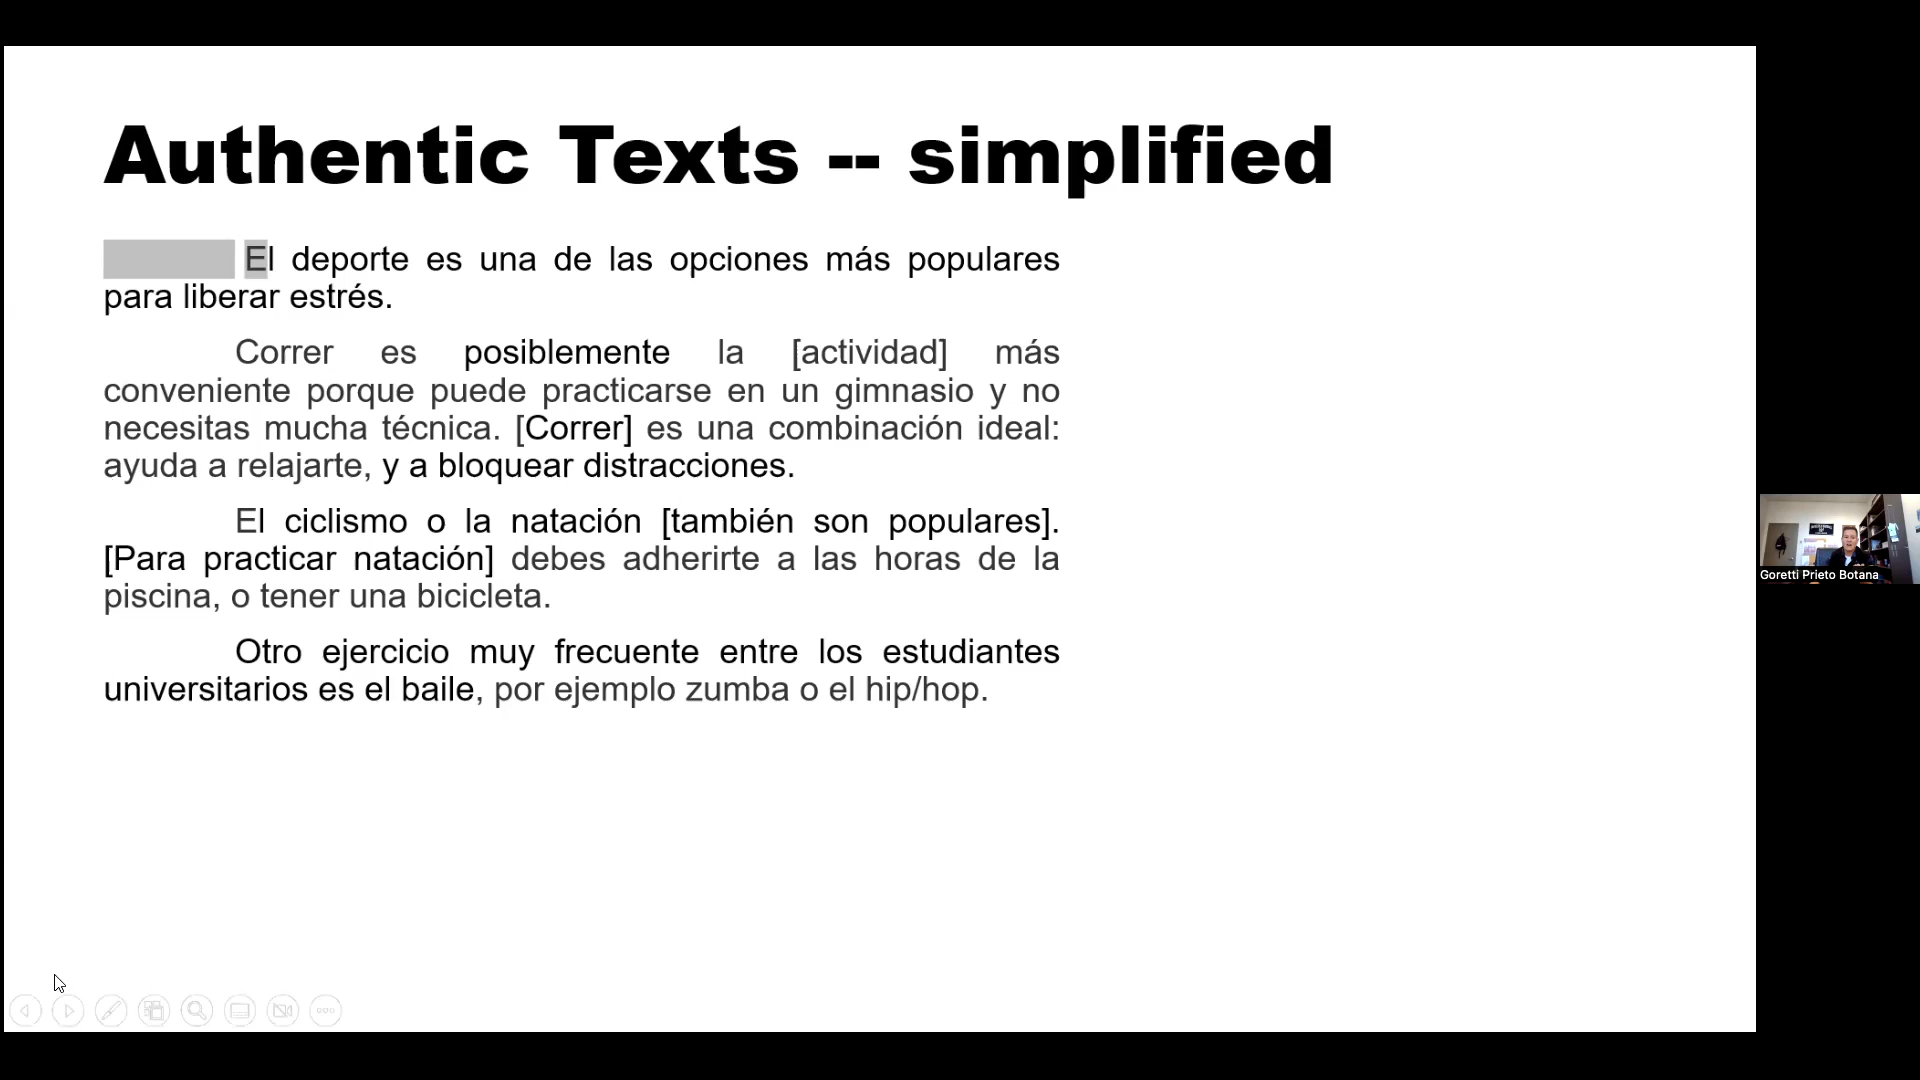 Authentic Texts -- simplified
El deporte es una de las opciones más populares
para liberar estrés.
Correr es posiblemente la [actividad] más
conveniente porque puede practicarse en un gimnasio y no
necesitas mucha técnica. [Correr] es una combinación ideal:
ayuda a relajarte, y a bloquear distracciones.
El ciclismo o la natación [también son populares].
[Para practicar natación] debes adherirte a las horas de la
piscina, o tener una bicicleta.
Otro ejercicio muy frecuente entre los estudiantes
universitarios es el baile, por ejemplo zumba o el hip/hop.
Goretti Prieto Botana